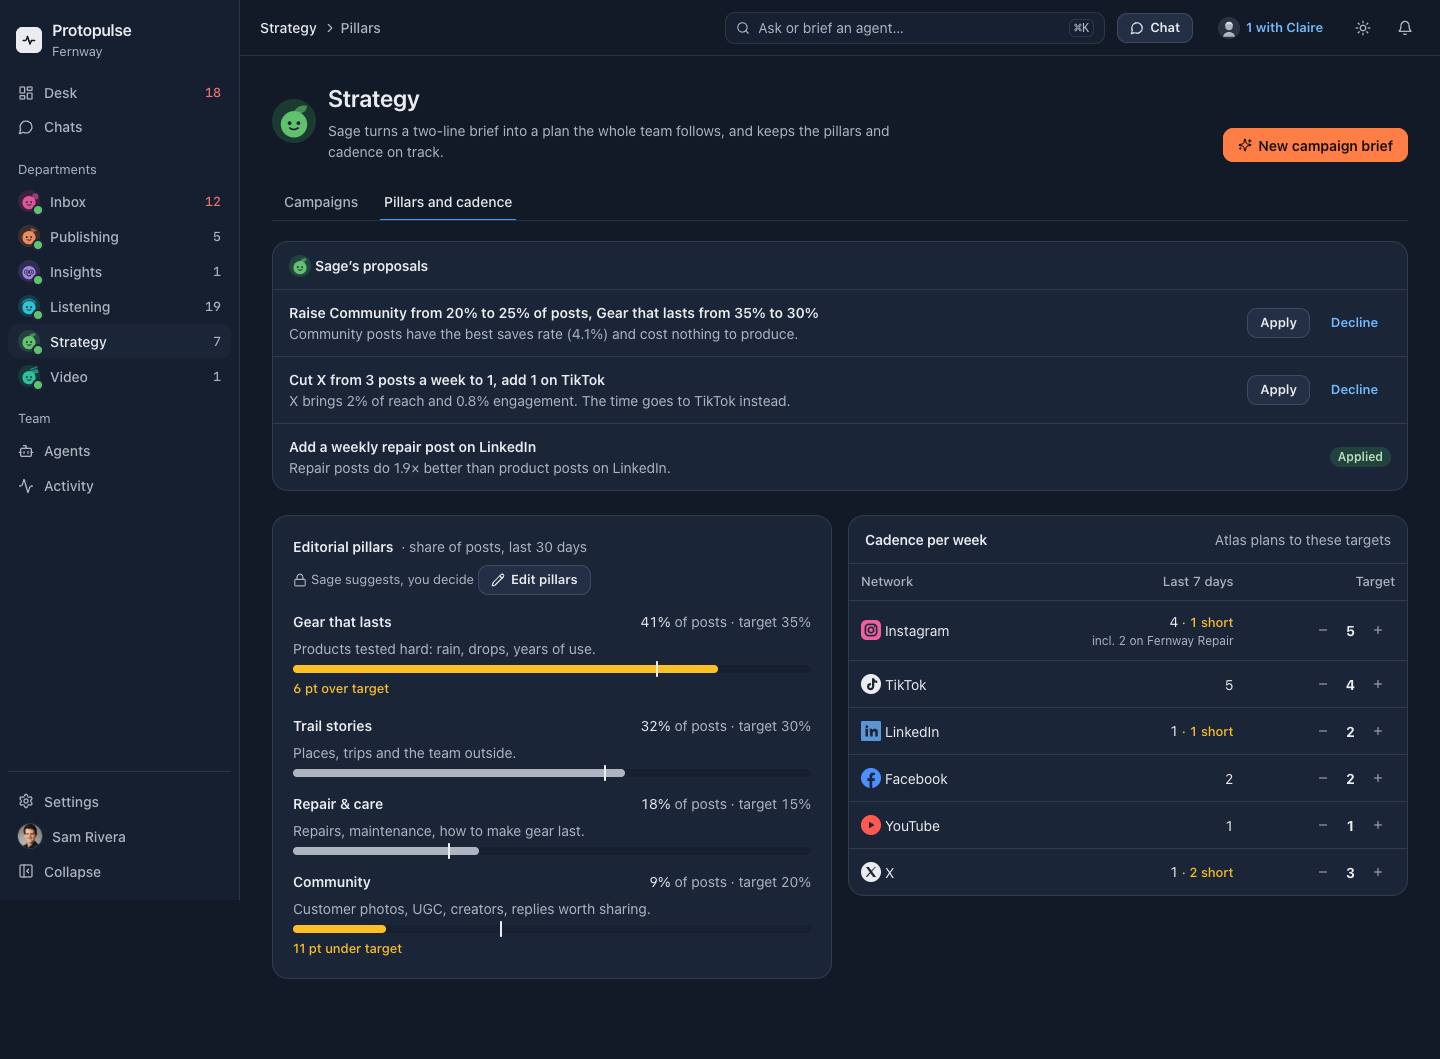 Protopulse
Fernway
Desk 18
Chats
Departments
Inbox 12
Publishing 5
Insights 1
Listening 19
Strategy 7
Video 1
Team
Agents
Activity
Settings
Sam Rivera
Collapse
Strategy > Pillars
Ask or brief an agent… ⌘K
Chat
1 with Claire
Strategy
Sage turns a two-line brief into a plan the whole team follows, and keeps the pillars and
cadence on track.
New campaign brief
Campaigns
Pillars and cadence
Sage’s proposals
Raise Community from 20% to 25% of posts, Gear that lasts from 35% to 30%
Community posts have the best saves rate (4.1%) and cost nothing to produce.
Apply Decline
Cut X from 3 posts a week to 1, add 1 on TikTok
X brings 2% of reach and 0.8% engagement. The time goes to TikTok instead.
Apply Decline
Add a weekly repair post on LinkedIn
Repair posts do 1.9× better than product posts on LinkedIn.
Applied
Editorial pillars · share of posts, last 30 days
Sage suggests, you decide Edit pillars
Gear that lasts 41% of posts · target 35%
Products tested hard: rain, drops, years of use.
6 pt over target
Trail stories 32% of posts · target 30%
Places, trips and the team outside.
Repair & care 18% of posts · target 15%
Repairs, maintenance, how to make gear last.
Community 9% of posts · target 20%
Customer photos, UGC, creators, replies worth sharing.
11 pt under target
Cadence per week Atlas plans to these targets
Network Last 7 days Target
Instagram 4 · 1 short − 5 +
incl. 2 on Fernway Repair
TikTok 5 − 4 +
LinkedIn 1 · 1 short − 2 +
Facebook 2 − 2 +
YouTube 1 − 1 +
X 1 · 2 short − 3 +